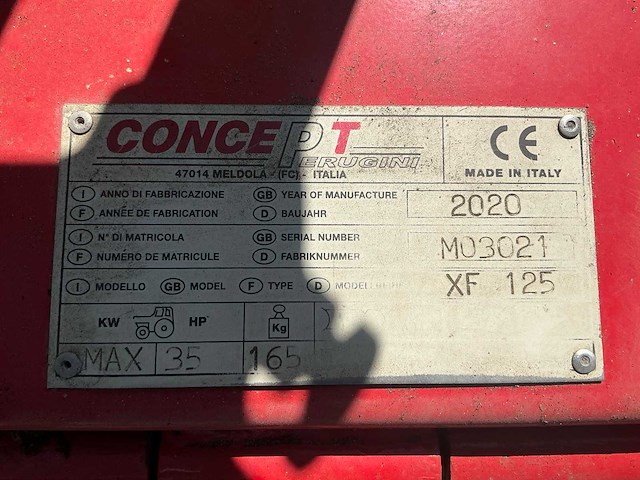 CONCEPT
PERUGINI
47014 MELDOLA - (FC) - ITALIA
CE
MADE IN ITALY
I ANNO DI FABBRICAZIONE GB YEAR OF MANUFACTURE
F ANNÉE DE FABRICATION D BAUJAHR
2020
I N° DI MATRICOLA GB SERIAL NUMBER
F NUMÉRO DE MATRICULE D FABRIKNUMMER
M03021
I MODELLO GB MODEL F TYPE D
XF 125
KW HP Kg
MAX 35 165